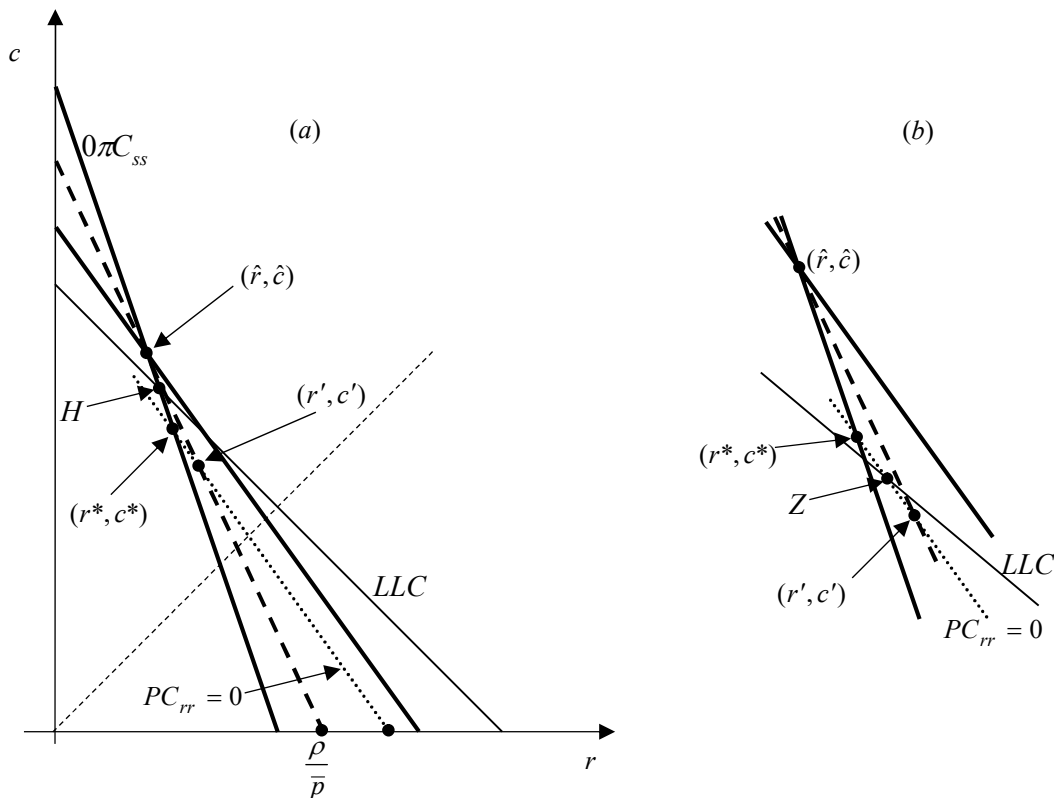 c
(a)
(b)
0πC_ss
(r̂, ĉ)
(r̂, ĉ)
(r', c')
H
(r*, c*)
(r*, c*)
Z
LLC
LLC
(r', c')
PC_rr = 0
PC_rr = 0
ρ/p̄
r